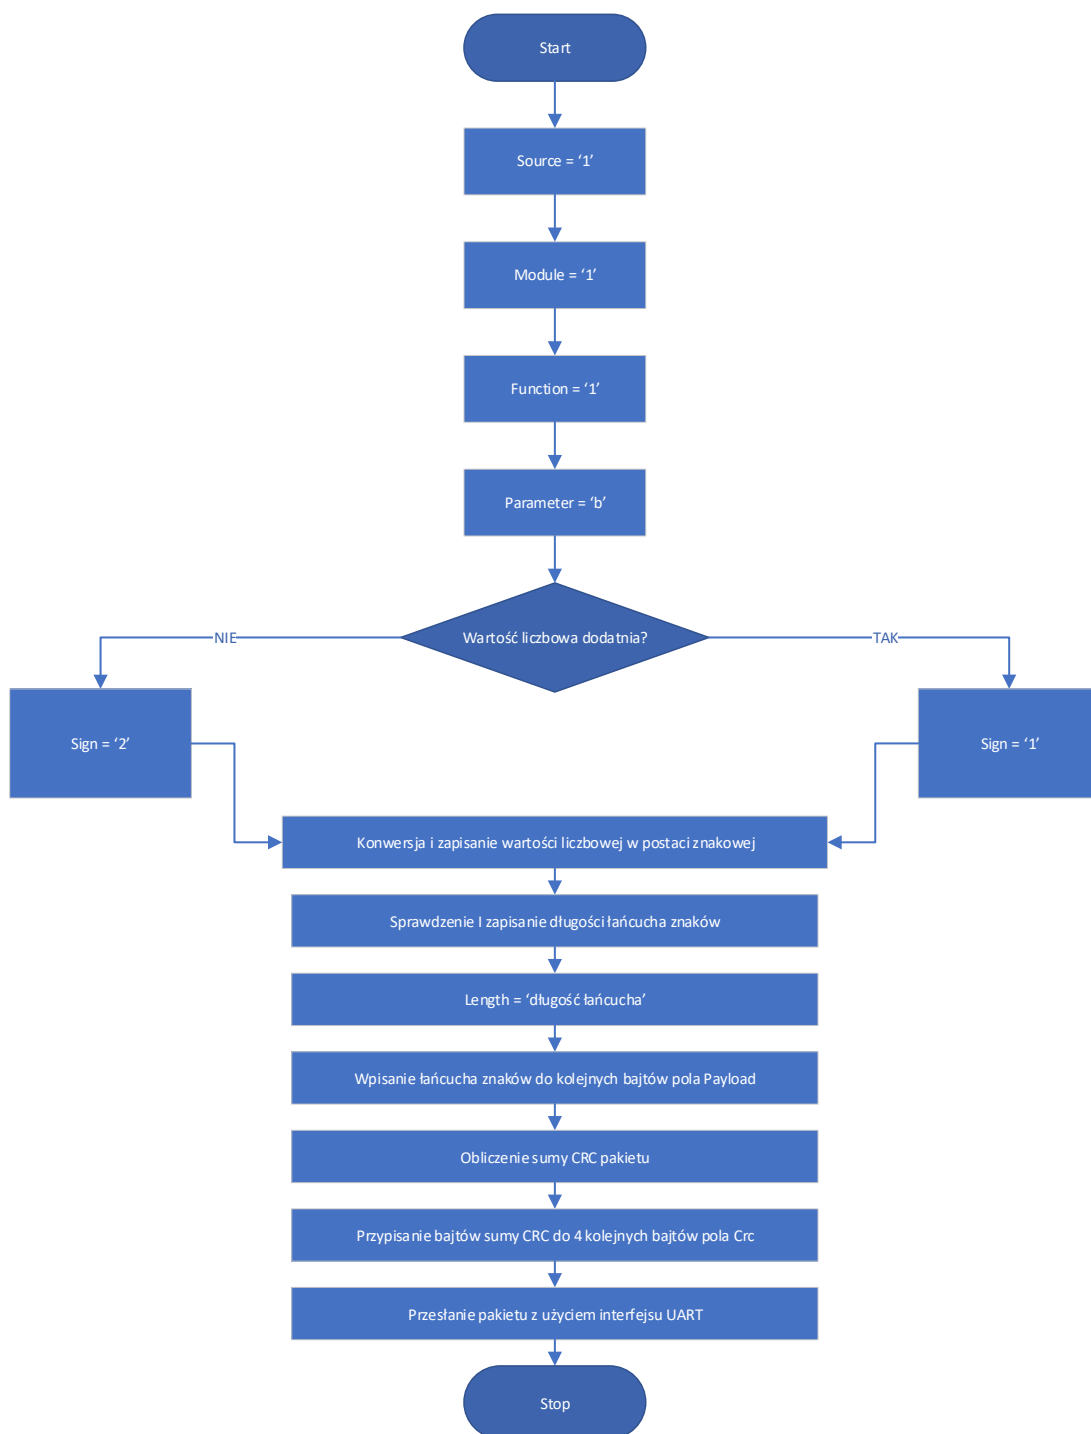 Start
Source = ‘1’
Module = ‘1’
Function = ‘1’
Parameter = ‘b’
Wartość liczbowa dodatnia?
NIE
TAK
Sign = ‘2’
Sign = ‘1’
Konwersja i zapisanie wartości liczbowej w postaci znakowej
Sprawdzenie I zapisanie długości łańcucha znaków
Length = ‘długość łańcucha’
Wpisanie łańcucha znaków do kolejnych bajtów pola Payload
Obliczenie sumy CRC pakietu
Przypisanie bajtów sumy CRC do 4 kolejnych bajtów pola Crc
Przesłanie pakietu z użyciem interfejsu UART
Stop